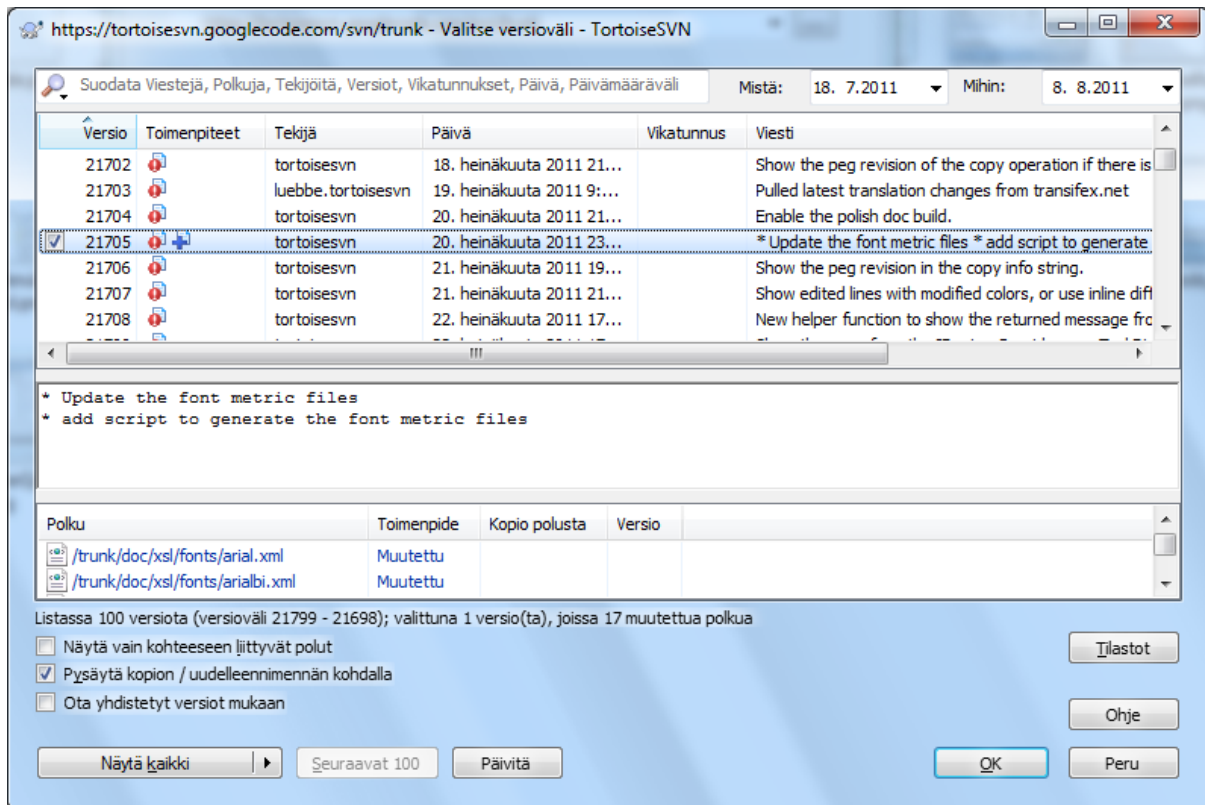 https://tortoisesvn.googlecode.com/svn/trunk - Valitse versioväli - TortoiseSVN
Suodata Viestejä, Polkuja, Tekijöitä, Versiot, Vikatunnukset, Päivä, Päivämääräväli Mistä: 18. 7.2011 Mihin: 8. 8.2011
Versio Toimenpiteet Tekijä Päivä Vikatunnus Viesti
21702 tortoisesvn 18. heinäkuuta 2011 21... Show the peg revision of the copy operation if there is
21703 luebbe.tortoisesvn 19. heinäkuuta 2011 9:... Pulled latest translation changes from transifex.net
21704 tortoisesvn 20. heinäkuuta 2011 21... Enable the polish doc build.
21705 tortoisesvn 20. heinäkuuta 2011 23... * Update the font metric files * add script to generate
21706 tortoisesvn 21. heinäkuuta 2011 19... Show the peg revision in the copy info string.
21707 tortoisesvn 21. heinäkuuta 2011 21... Show edited lines with modified colors, or use inline diff
21708 tortoisesvn 22. heinäkuuta 2011 17... New helper function to show the returned message fro
* Update the font metric files
* add script to generate the font metric files
Polku Toimenpide Kopio polusta Versio
/trunk/doc/xsl/fonts/arial.xml Muutettu
/trunk/doc/xsl/fonts/arialbi.xml Muutettu
Listassa 100 versiota (versioväli 21799 - 21698); valittuna 1 versio(ta), joissa 17 muutettua polkua
Näytä vain kohteeseen liittyvät polut
Tilastot
Pysäytä kopion / uudelleennimennän kohdalla
Ota yhdistetyt versiot mukaan
Ohje
Näytä kaikki Seuraavat 100 Päivitä OK Peru